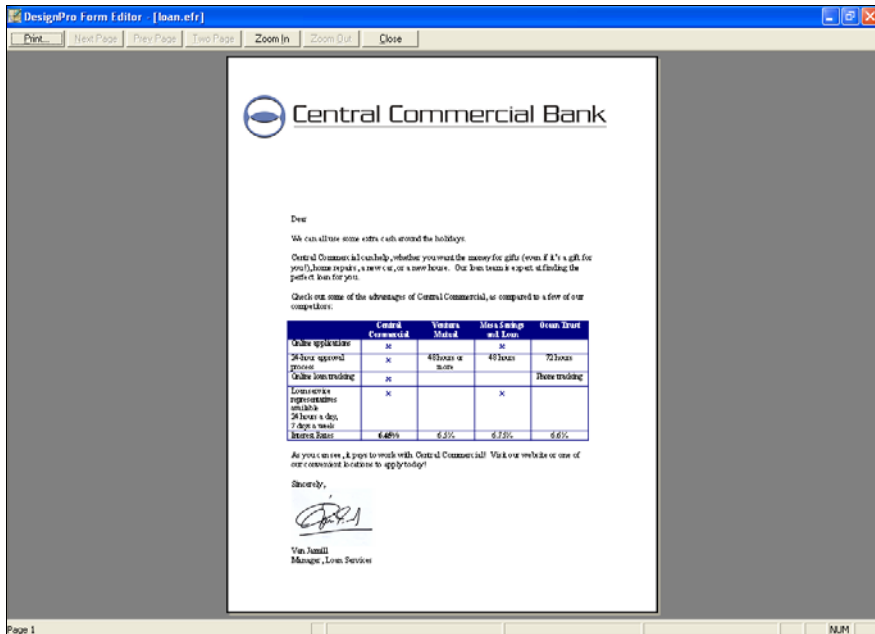 DesignPro Form Editor - [loan.efr]
Print... Next Page Prev Page Two Page Zoom In Zoom Out Close
Central Commercial Bank
Dear
We can all use some extra cash around the holidays.
Central Commercial can help, whether you want the money for gifts (even if it's a gift for
you!), home repairs, a new car, or a new house. Our loan team is expert at finding the
perfect loan for you.
Check out some of the advantages of Central Commercial, as compared to a few of our
competitors:
Central Commercial Ventura Mutual Mesa Savings and Loan Ocean Trust
Online applications x x
24-hour approval process x 48 hours or more 48 hours 72 hours
Online loan tracking x Phone tracking
Loan service representatives available 24 hours a day, 7 days a week x x
Interest Rates 6.45% 6.5% 6.75% 6.6%
As you can see, it pays to work with Central Commercial! Visit our website or one of
our convenient locations to apply today!
Sincerely,
Van Jamill
Manager, Loan Services
Page 1
NUM